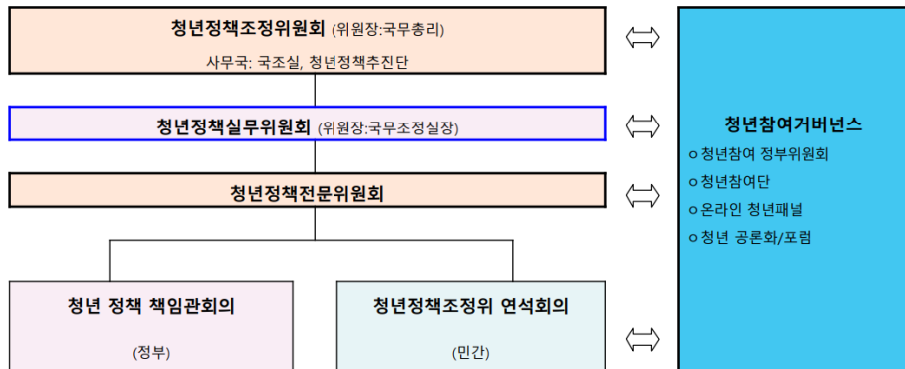 청년정책조정위원회 (위원장:국무총리)
사무국: 국조실, 청년정책추진단
청년정책실무위원회 (위원장:국무조정실장)
청년정책전문위원회
청년 정책 책임관회의
(정부)
청년정책조정위 연석회의
(민간)
청년참여거버넌스
ㅇ청년참여 정부위원회
ㅇ청년참여단
ㅇ온라인 청년패널
ㅇ청년 공론화/포럼